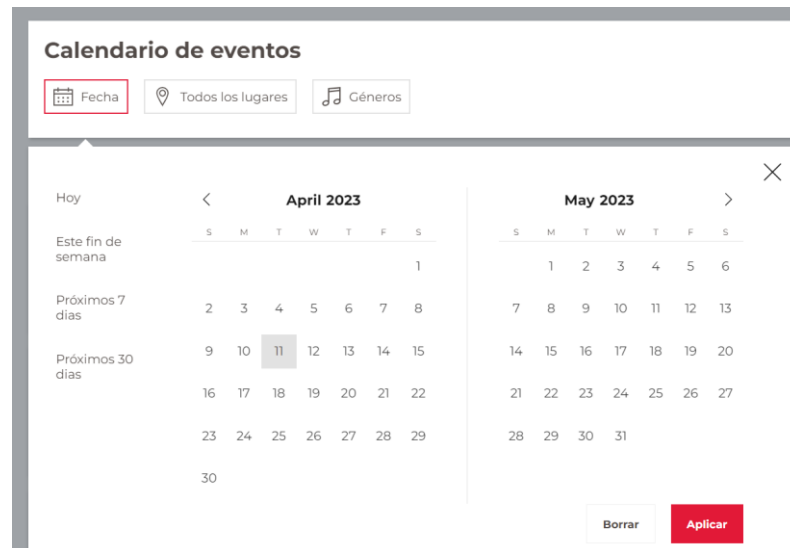 Calendario de eventos
Fecha
Todos los lugares
Géneros
Hoy
Este fin de
semana
Próximos 7
dias
Próximos 30
dias
April 2023
S M T W T F S
1
2 3 4 5 6 7 8
9 10 11 12 13 14 15
16 17 18 19 20 21 22
23 24 25 26 27 28 29
30
May 2023
S M T W T F S
1 2 3 4 5 6
7 8 9 10 11 12 13
14 15 16 17 18 19 20
21 22 23 24 25 26 27
28 29 30 31
Borrar
Aplicar